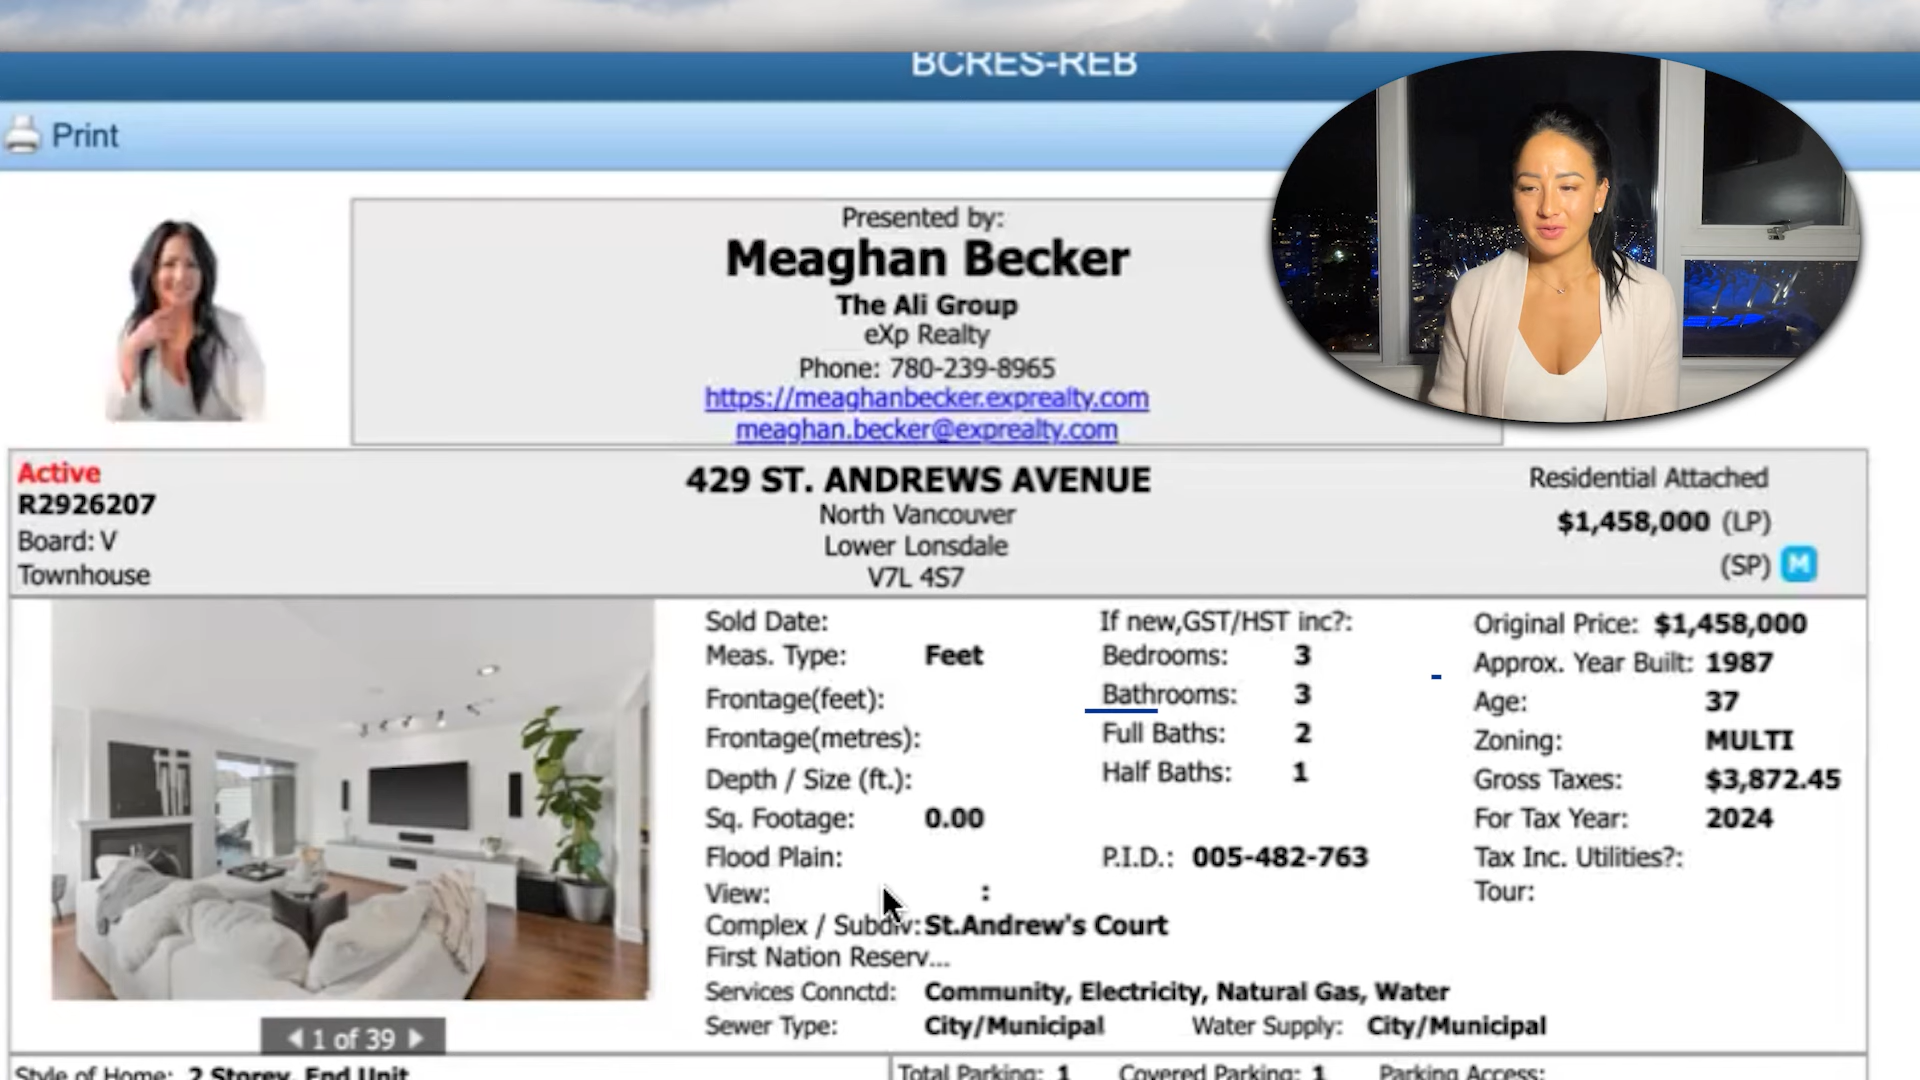 BCRES-REB
Print
Presented by:
Meaghan Becker
The Ali Group
eXp Realty
Phone: 780-239-8965
https://meaghanbecker.exprealty.com
meaghan.becker@exprealty.com
Active
R2926207
Board: V
Townhouse
429 ST. ANDREWS AVENUE
North Vancouver
Lower Lonsdale
V7L 4S7
Residential Attached
$1,458,000 (LP)
(SP) M
Sold Date:
Meas. Type: Feet
Frontage(feet):
Frontage(metres):
Depth / Size (ft.):
Sq. Footage: 0.00
Flood Plain:
View: :
Complex / Subdiv: St.Andrew's Court
First Nation Reserv...
Services Connctd: Community, Electricity, Natural Gas, Water
Sewer Type: City/Municipal Water Supply: City/Municipal
If new,GST/HST inc?:
Bedrooms: 3
Bathrooms: 3
Full Baths: 2
Half Baths: 1
P.I.D.: 005-482-763
Original Price: $1,458,000
Approx. Year Built: 1987
Age: 37
Zoning: MULTI
Gross Taxes: $3,872.45
For Tax Year: 2024
Tax Inc. Utilities?:
Tour:
1 of 39
Style of Home: 2 Storey, End Unit
Total Parking: 1 Covered Parking: 1 Parking Access: